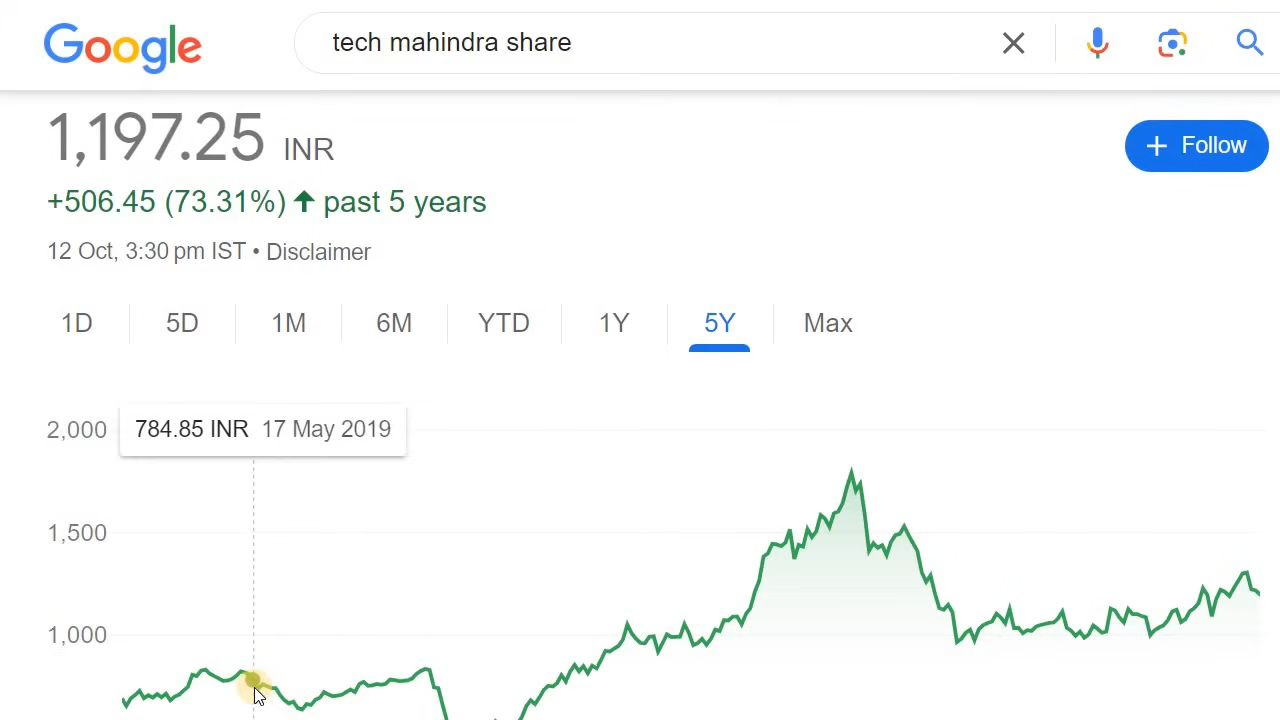 Google
tech mahindra share
1,197.25 INR
+ Follow
+506.45 (73.31%) ↑ past 5 years
12 Oct, 3:30 pm IST • Disclaimer
1D 5D 1M 6M YTD 1Y 5Y Max
2,000
784.85 INR 17 May 2019
1,500
1,000